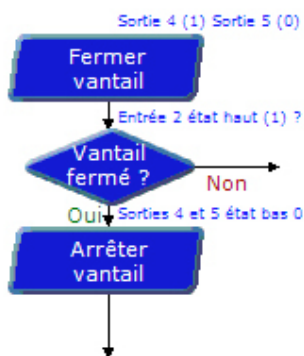 Sortie 4 (1) Sortie 5 (0)
Fermer
vantail
Entrée 2 état haut (1) ?
Vantail
fermé ?
Non
Oui
Sorties 4 et 5 état bas 0
Arrêter
vantail